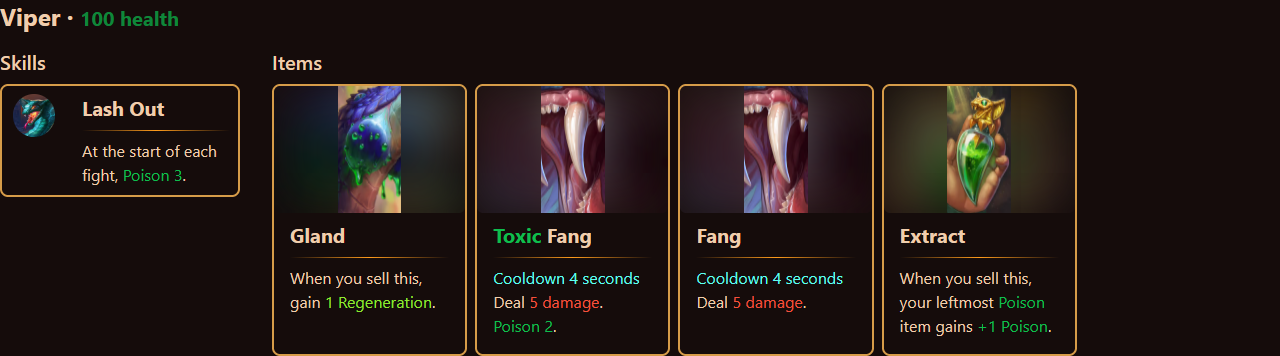 Viper · 100 health
Skills
Lash Out
At the start of each
fight, Poison 3.
Items
Gland
When you sell this,
gain 1 Regeneration.
Toxic Fang
Cooldown 4 seconds
Deal 5 damage.
Poison 2.
Fang
Cooldown 4 seconds
Deal 5 damage.
Extract
When you sell this,
your leftmost Poison
item gains +1 Poison.